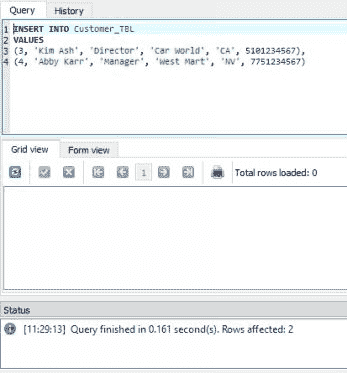 Query History
1 INSERT INTO Customer_TBL
2 VALUES
3 (3, 'Kim Ash', 'Director', 'Car World', 'CA', 5101234567),
4 (4, 'Abby Karr', 'Manager', 'West Mart', 'NV', 7751234567)
Grid view Form view
1 Total rows loaded: 0
Status
[11:29:13] Query finished in 0.161 second(s). Rows affected: 2